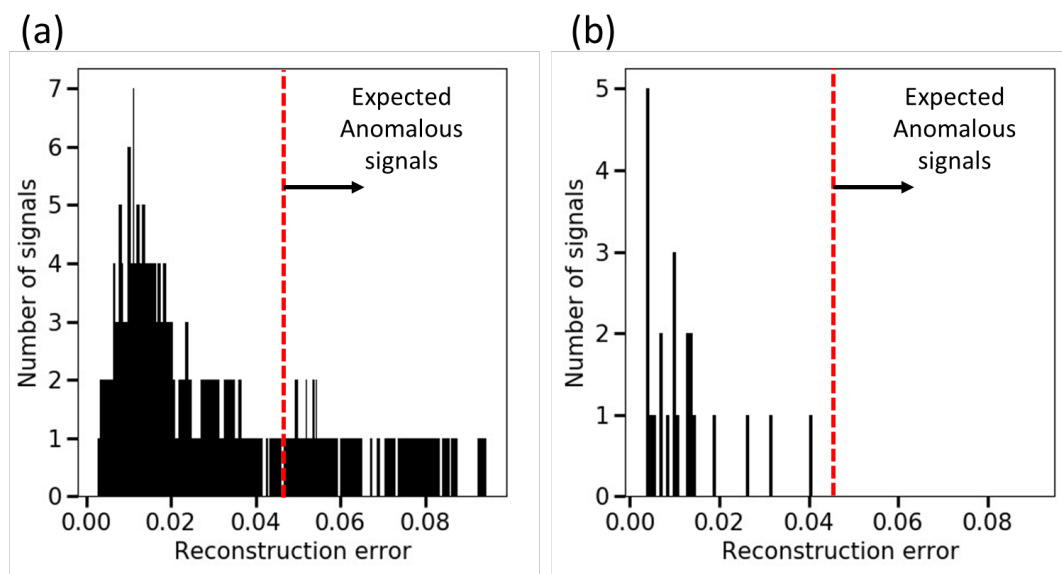 (a)
7
6
5
4
3
2
1
0
Number of signals
Expected
Anomalous
signals
0.00 0.02 0.04 0.06 0.08
Reconstruction error
(b)
5
4
3
2
1
0
Number of signals
Expected
Anomalous
signals
0.00 0.02 0.04 0.06 0.08
Reconstruction error